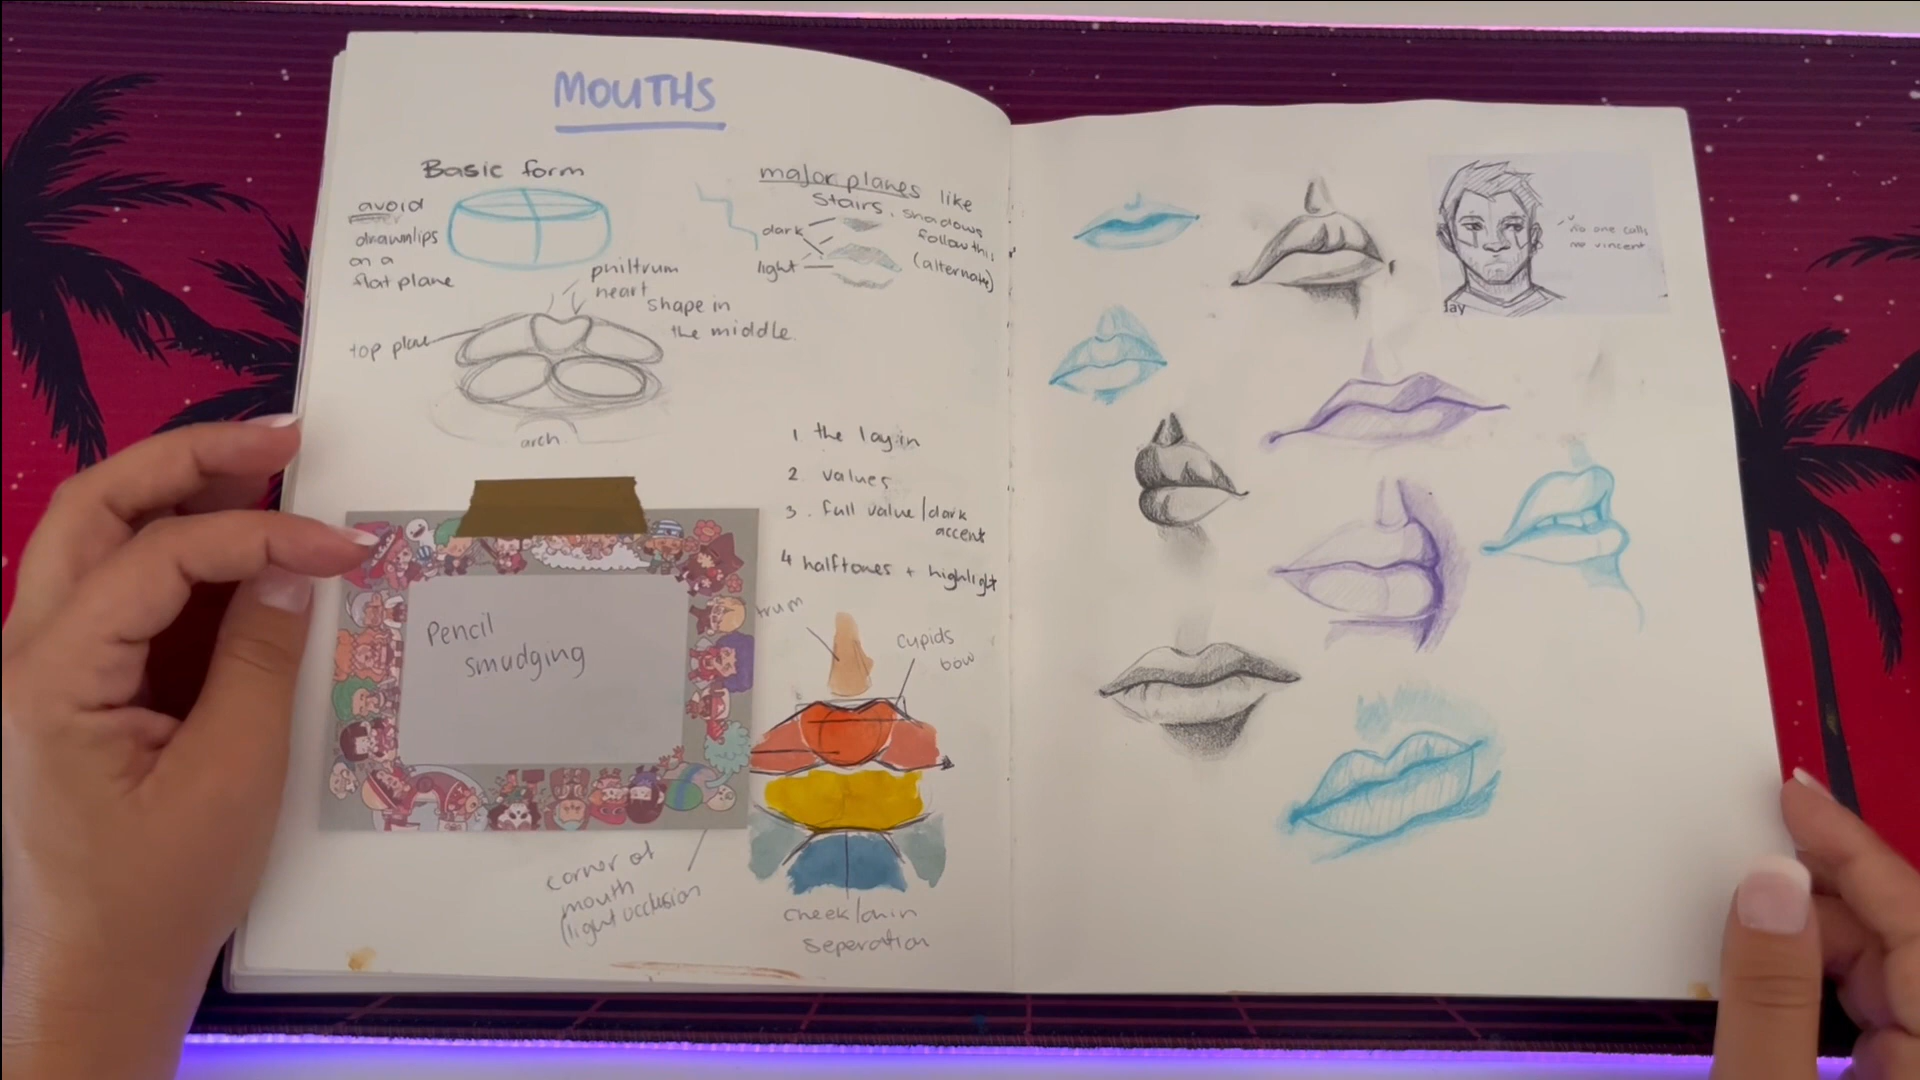 MOUTHS
Basic form
avoid
drawnlips
on a
flat plane
major planes like
stairs, shadows
follow this,
(alternate)
dark
light
philtrum
heart shape in
the middle.
top plane
arch
1 the lay in
2 values
3. full value/dark
accent
4 halftones + highlight
Pencil
smudging
trum
cupids
bow
corner of
mouth
(light occlusion
cheek/chin
seperation
no one calls
me vincent
Jay